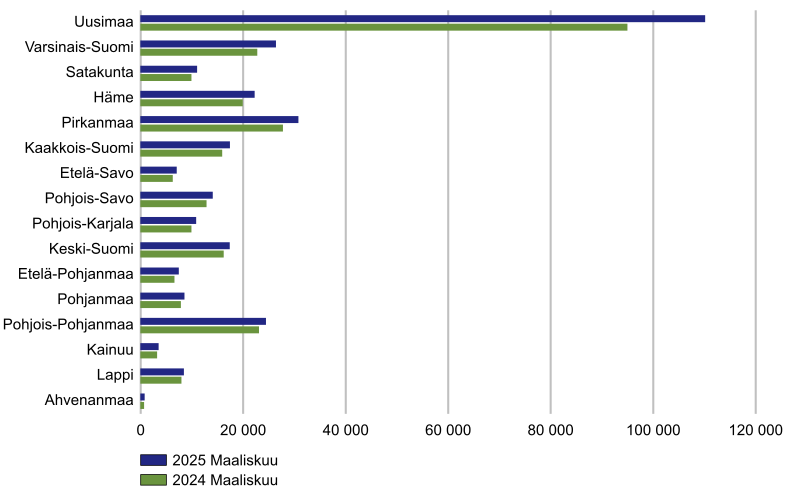 Uusimaa
Varsinais-Suomi
Satakunta
Häme
Pirkanmaa
Kaakkois-Suomi
Etelä-Savo
Pohjois-Savo
Pohjois-Karjala
Keski-Suomi
Etelä-Pohjanmaa
Pohjanmaa
Pohjois-Pohjanmaa
Kainuu
Lappi
Ahvenanmaa
0 20 000 40 000 60 000 80 000 100 000 120 000
2025 Maaliskuu
2024 Maaliskuu